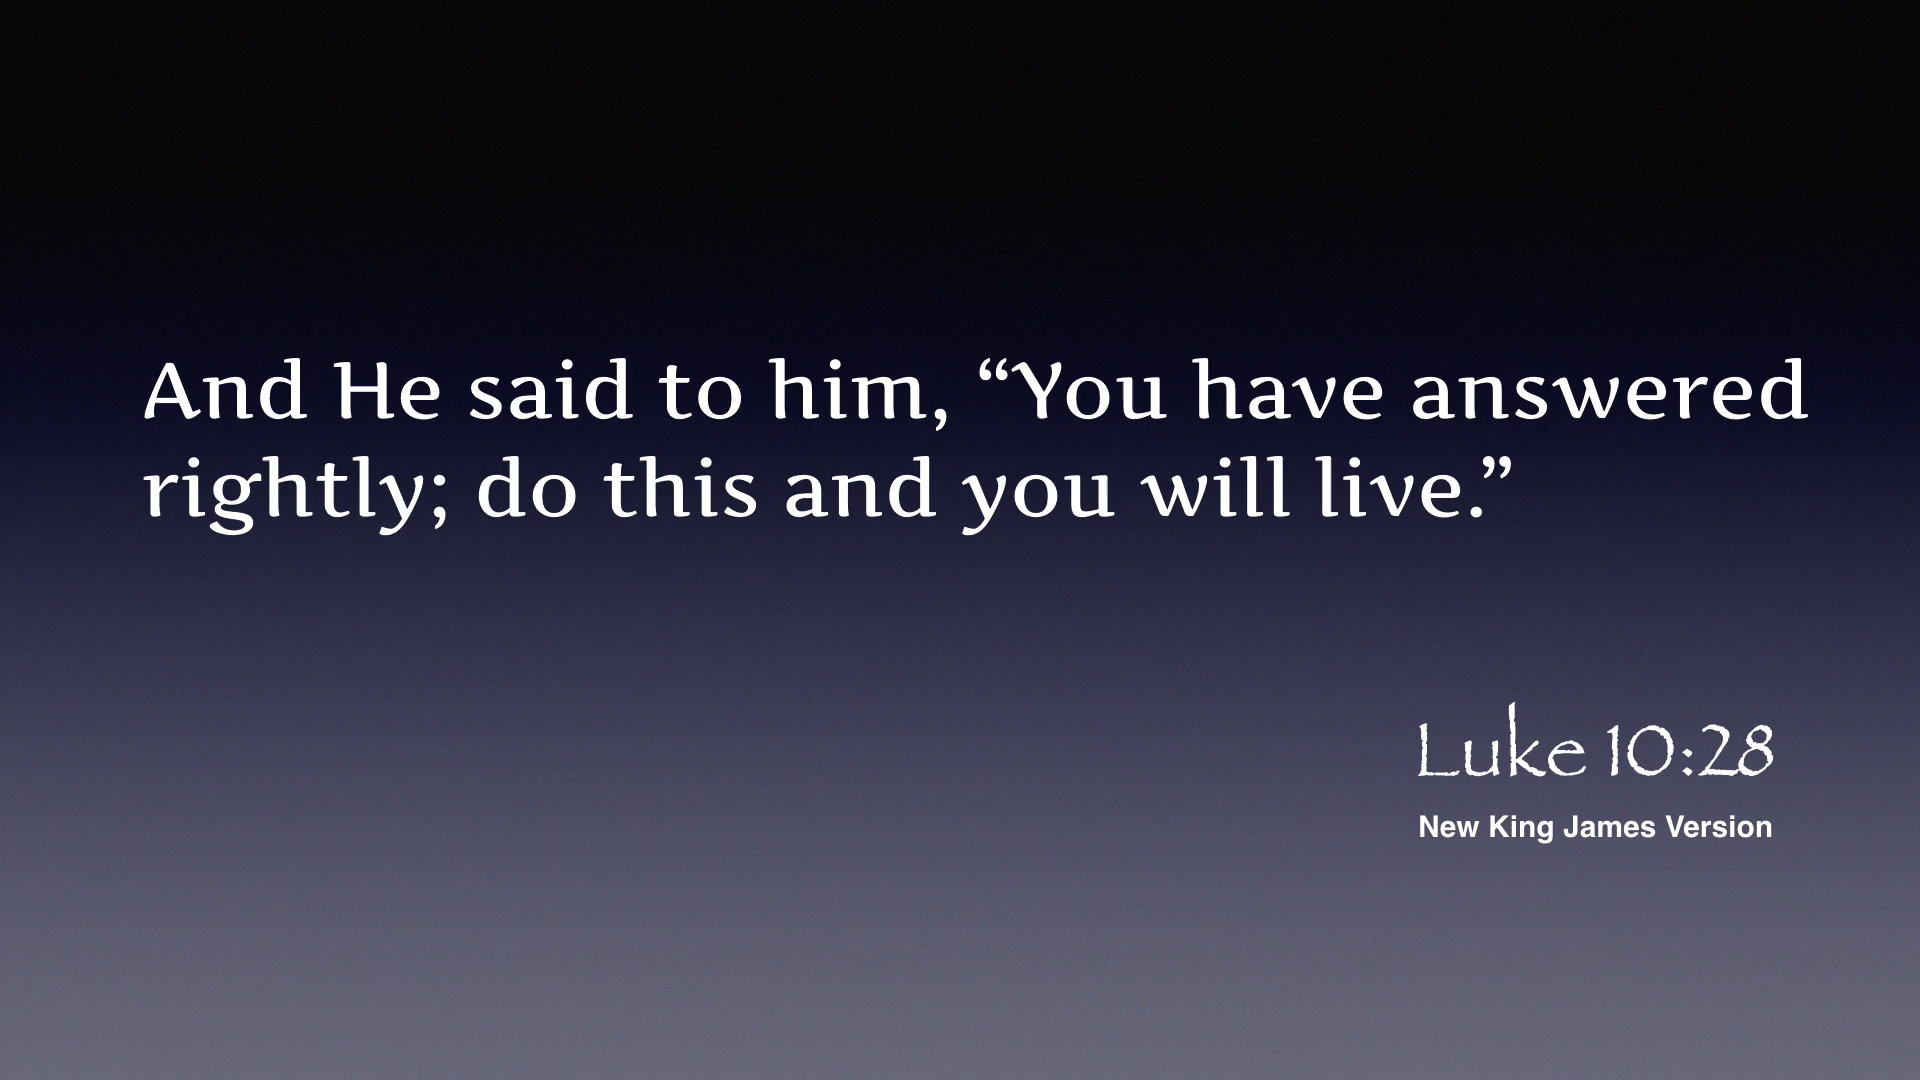 And He said to him, “You have answered
rightly; do this and you will live.”
Luke 10:28
New King James Version